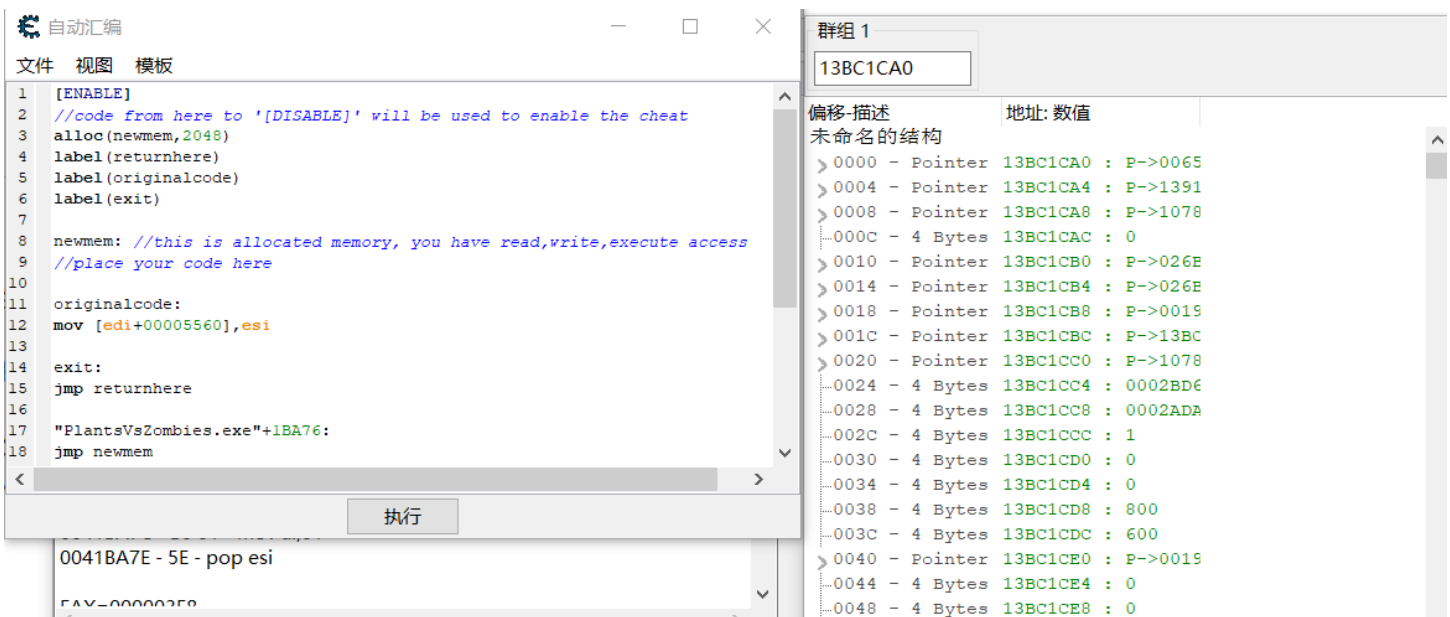 自动汇编
文件 视图 模板
1 [ENABLE]
2 //code from here to '[DISABLE]' will be used to enable the cheat
3 alloc(newmem,2048)
4 label(returnhere)
5 label(originalcode)
6 label(exit)
7
8 newmem: //this is allocated memory, you have read,write,execute access
9 //place your code here
10
11 originalcode:
12 mov [edi+00005560],esi
13
14 exit:
15 jmp returnhere
16
17 "PlantsVsZombies.exe"+1BA76:
18 jmp newmem
执行
0041BA7E - 5E - pop esi
群组 1
13BC1CA0
偏移-描述 地址: 数值
未命名的结构
0000 - Pointer 13BC1CA0 : P->0065
0004 - Pointer 13BC1CA4 : P->1391
0008 - Pointer 13BC1CA8 : P->1078
000C - 4 Bytes 13BC1CAC : 0
0010 - Pointer 13BC1CB0 : P->026E
0014 - Pointer 13BC1CB4 : P->026E
0018 - Pointer 13BC1CB8 : P->0019
001C - Pointer 13BC1CBC : P->13BC
0020 - Pointer 13BC1CC0 : P->1078
0024 - 4 Bytes 13BC1CC4 : 0002BD6
0028 - 4 Bytes 13BC1CC8 : 0002ADA
002C - 4 Bytes 13BC1CCC : 1
0030 - 4 Bytes 13BC1CD0 : 0
0034 - 4 Bytes 13BC1CD4 : 0
0038 - 4 Bytes 13BC1CD8 : 800
003C - 4 Bytes 13BC1CDC : 600
0040 - Pointer 13BC1CE0 : P->0019
0044 - 4 Bytes 13BC1CE4 : 0
0048 - 4 Bytes 13BC1CE8 : 0